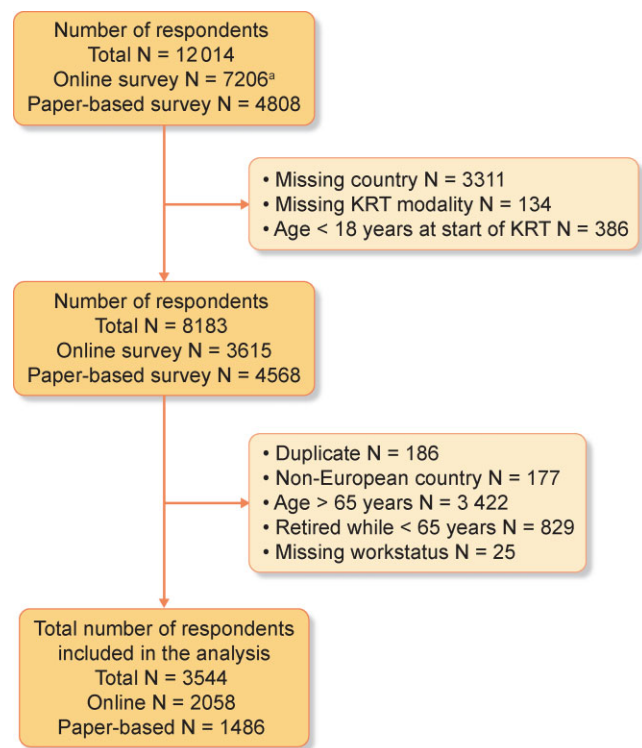 Number of respondents
Total N = 12 014
Online survey N = 7206ᵃ
Paper-based survey N = 4808
• Missing country N = 3311
• Missing KRT modality N = 134
• Age < 18 years at start of KRT N = 386
Number of respondents
Total N = 8183
Online survey N = 3615
Paper-based survey N = 4568
• Duplicate N = 186
• Non-European country N = 177
• Age > 65 years N = 3 422
• Retired while < 65 years N = 829
• Missing workstatus N = 25
Total number of respondents
included in the analysis
Total N = 3544
Online N = 2058
Paper-based N = 1486